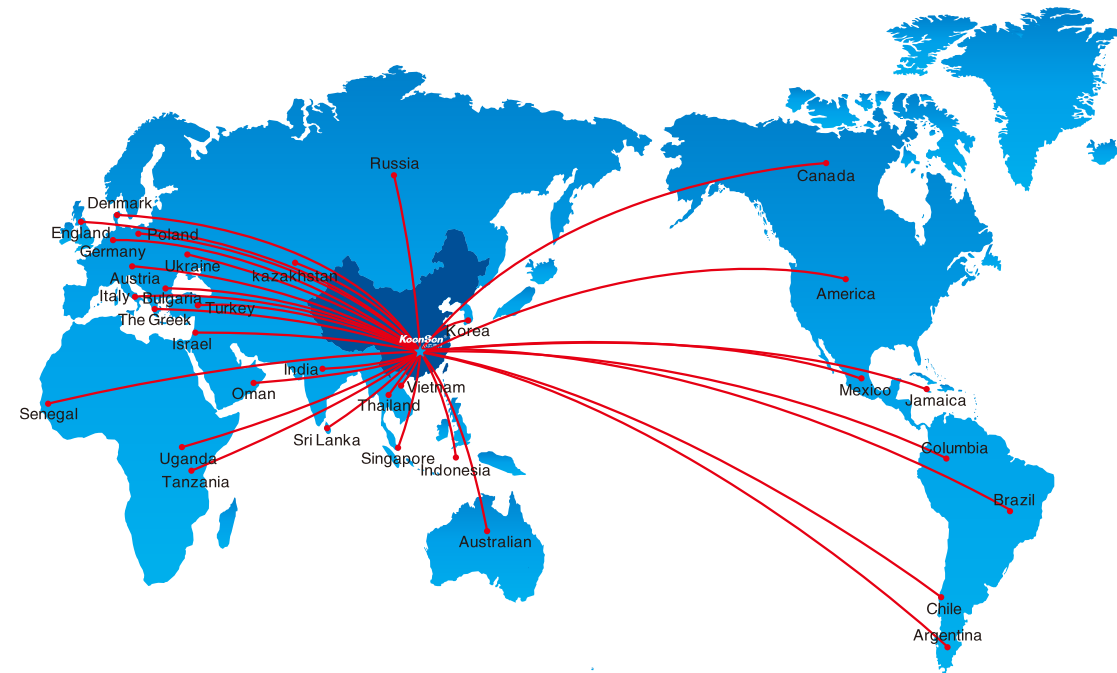 Russia
Canada
Denmark
England
Poland
Germany
Ukraine
kazakhstan
Austria
America
Italy
Bulgaria
Turkey
The Greek
Korea
KoonSon
Israel
India
Vietnam
Oman
Mexico
Jamaica
Thailand
Senegal
Sri Lanka
Columbia
Uganda
Singapore
Indonesia
Tanzania
Brazil
Australian
Chile
Argentina